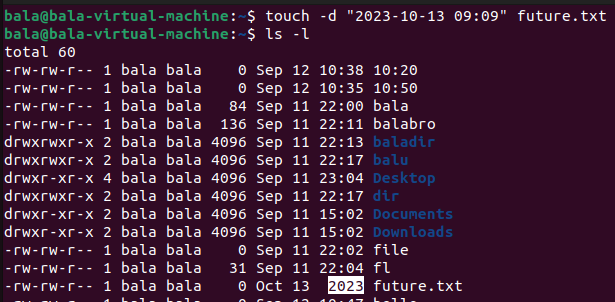 bala@bala-virtual-machine:~$ touch -d "2023-10-13 09:09" future.txt
bala@bala-virtual-machine:~$ ls -l
total 60
-rw-rw-r-- 1 bala bala    0 Sep 12 10:38 10:20
-rw-rw-r-- 1 bala bala    0 Sep 12 10:35 10:50
-rw-rw-r-- 1 bala bala   84 Sep 11 22:00 bala
-rw-rw-r-- 1 bala bala  136 Sep 11 22:11 balabro
drwxrwxr-x 2 bala bala 4096 Sep 11 22:13 baladir
drwxrwxr-x 2 bala bala 4096 Sep 11 22:17 balu
drwxr-xr-x 4 bala bala 4096 Sep 11 23:04 Desktop
drwxrwxr-x 2 bala bala 4096 Sep 11 22:17 dir
drwxr-xr-x 2 bala bala 4096 Sep 11 15:02 Documents
drwxr-xr-x 2 bala bala 4096 Sep 11 15:02 Downloads
-rw-rw-r-- 1 bala bala    0 Sep 11 22:02 file
-rw-rw-r-- 1 bala bala   31 Sep 11 22:04 fl
-rw-rw-r-- 1 bala bala    0 Oct 13  2023 future.txt